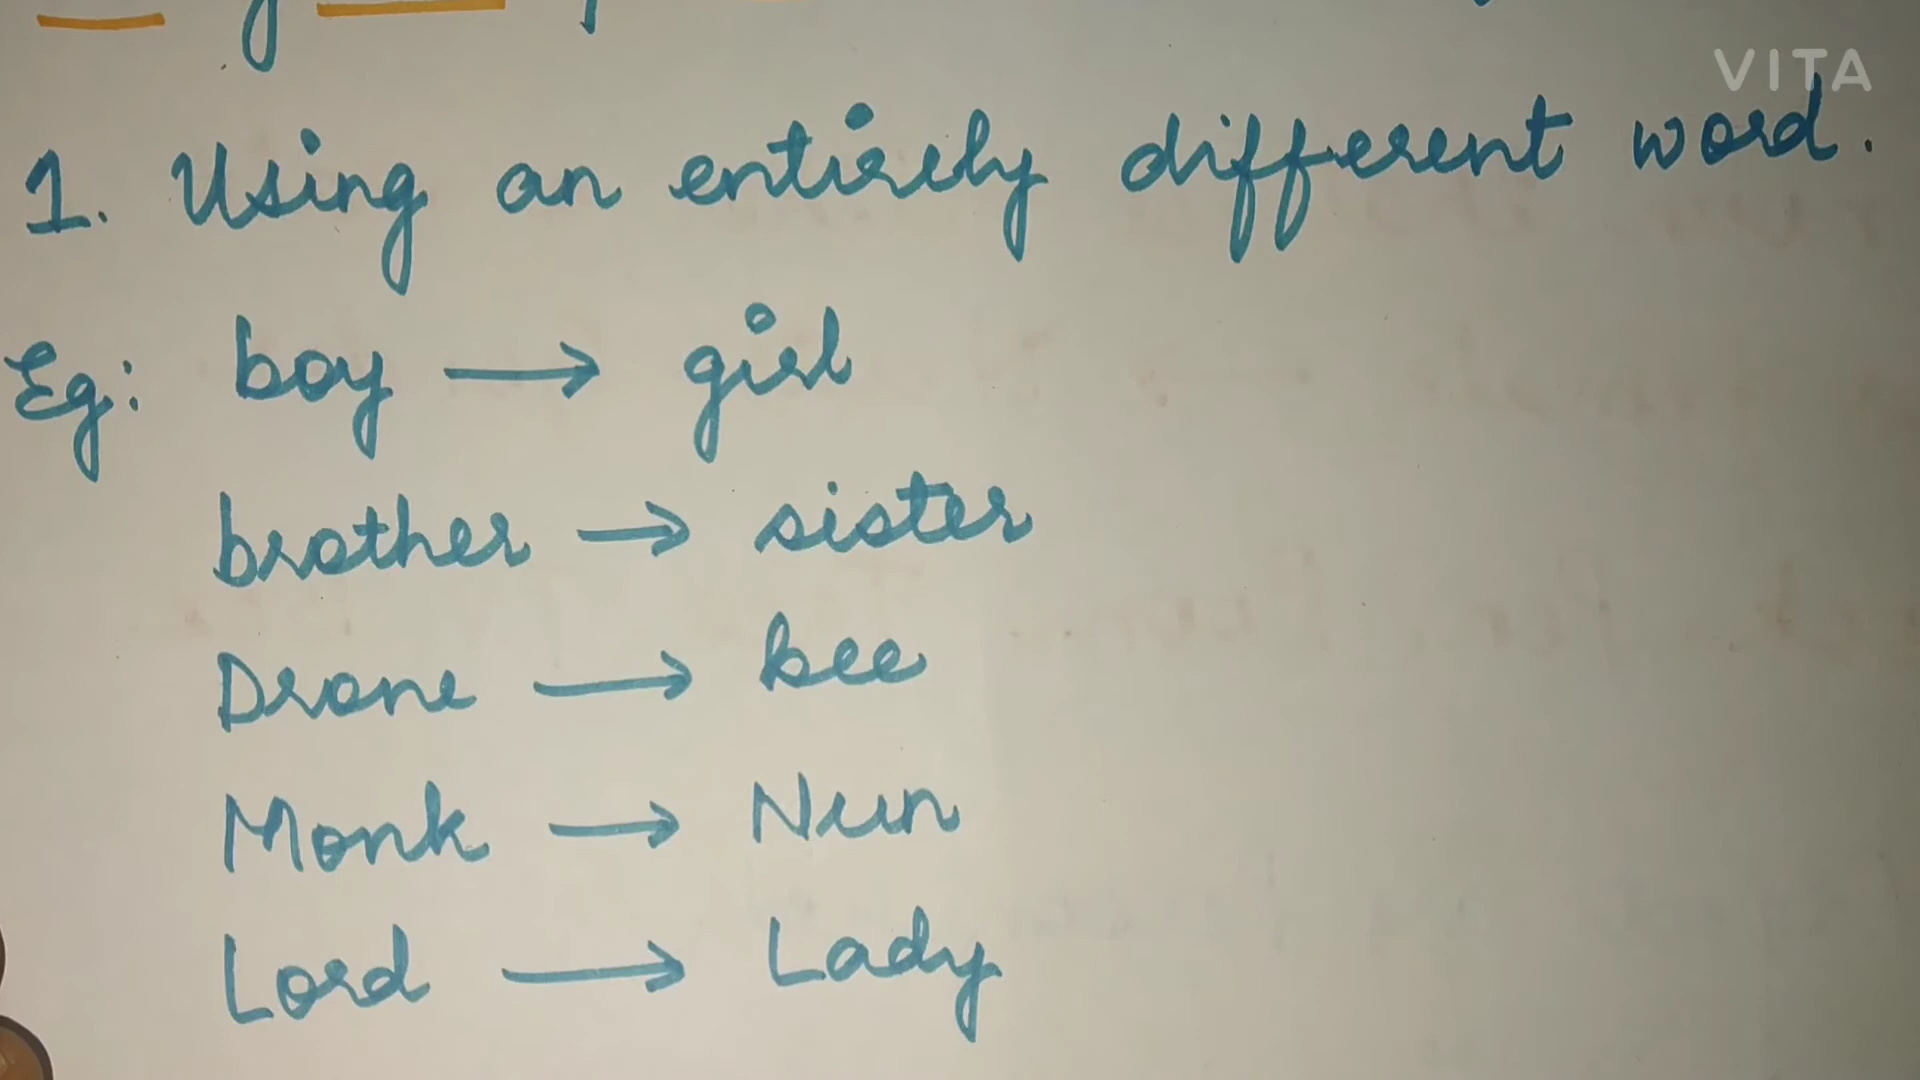 VITA
1. Using an entirely different word.
Eg: boy → girl
brother → sister
Drone → bee
Monk → Nun
Lord → Lady